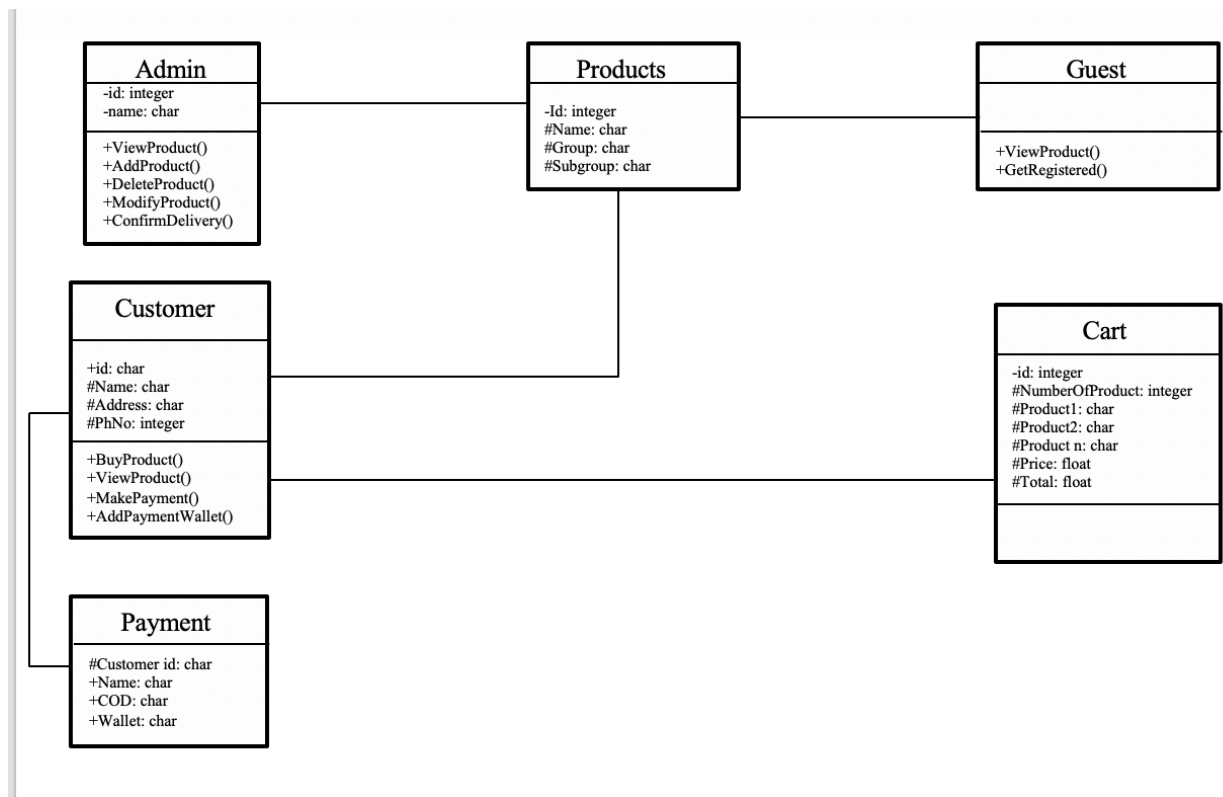 Admin
-id: integer
-name: char
+ViewProduct()
+AddProduct()
+DeleteProduct()
+ModifyProduct()
+ConfirmDelivery()
Products
-Id: integer
#Name: char
#Group: char
#Subgroup: char
Guest
+ViewProduct()
+GetRegistered()
Customer
+id: char
#Name: char
#Address: char
#PhNo: integer
+BuyProduct()
+ViewProduct()
+MakePayment()
+AddPaymentWallet()
Cart
-id: integer
#NumberOfProduct: integer
#Product1: char
#Product2: char
#Product n: char
#Price: float
#Total: float
Payment
#Customer id: char
+Name: char
+COD: char
+Wallet: char